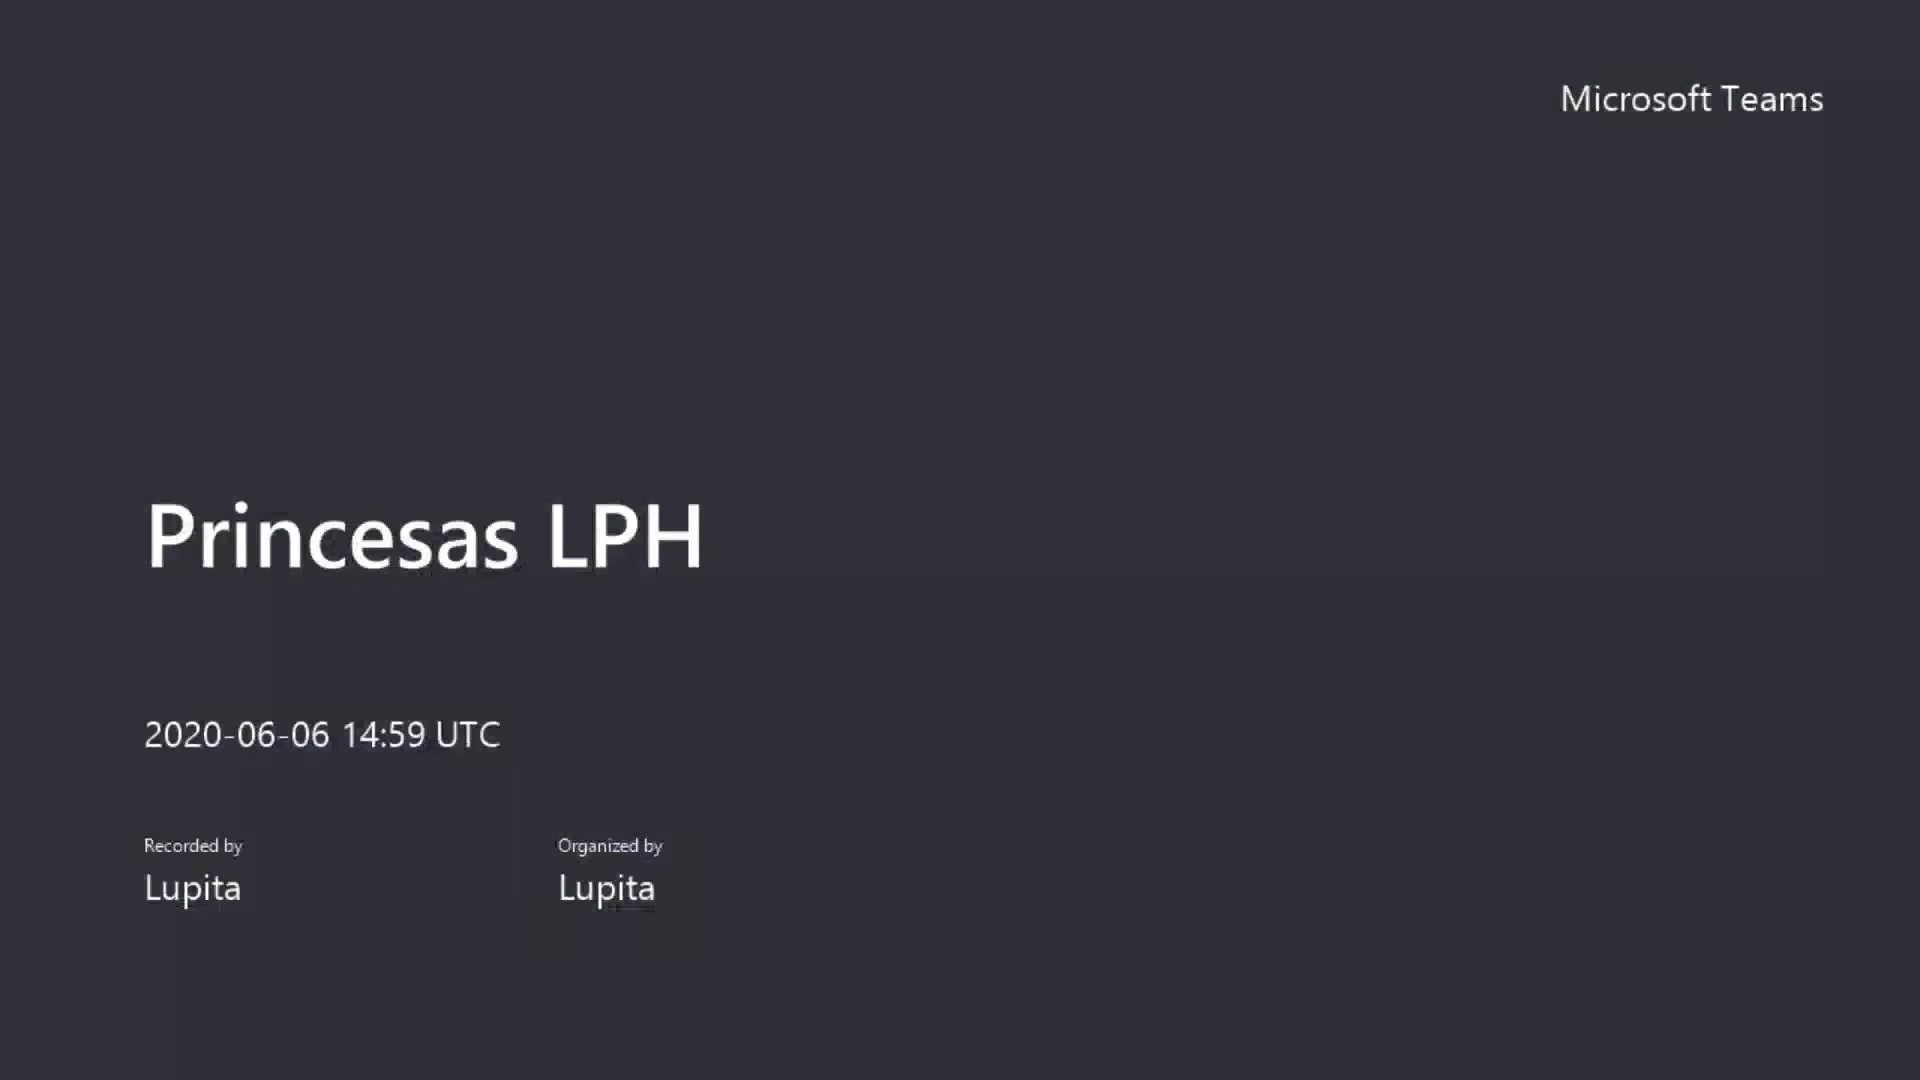 Microsoft Teams
Princesas LPH
2020-06-06 14:59 UTC
Recorded by
Lupita
Organized by
Lupita